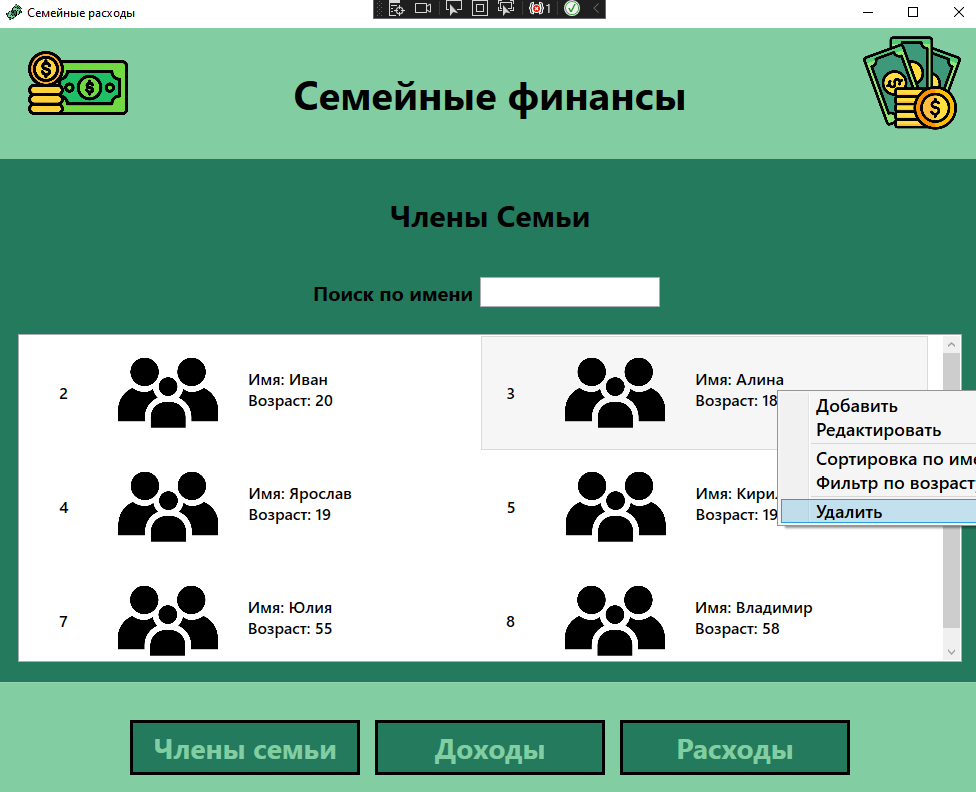 Семейные расходы
1
Семейные финансы
Члены Семьи
Поиск по имени
2
Имя: Иван
Возраст: 20
3
Имя: Алина
Возраст: 18
Добавить
Редактировать
Сортировка по име
Фильтр по возраст
Удалить
4
Имя: Ярослав
Возраст: 19
5
Имя: Кирил
Возраст: 19
7
Имя: Юлия
Возраст: 55
8
Имя: Владимир
Возраст: 58
Члены семьи
Доходы
Расходы